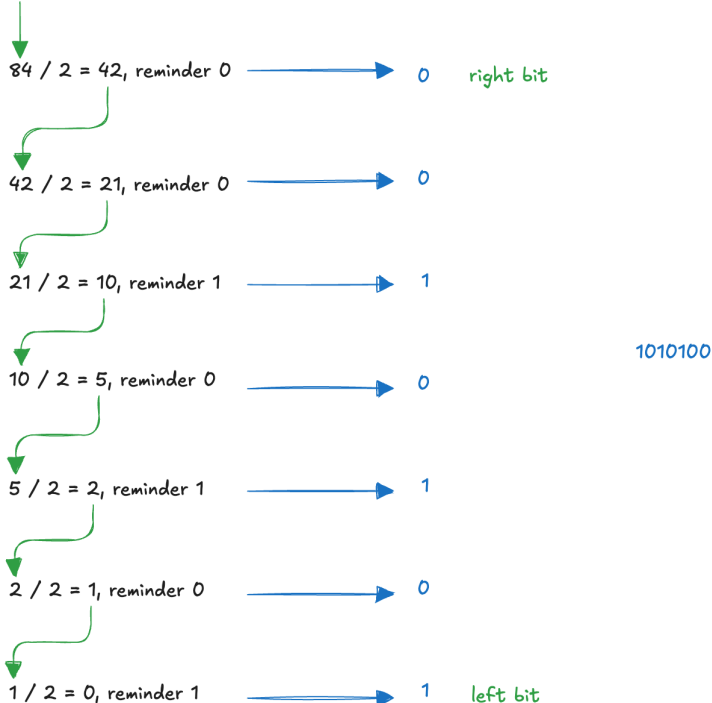 84 / 2 = 42, reminder 0 0 right bit
42 / 2 = 21, reminder 0 0
21 / 2 = 10, reminder 1 1
1010100
10 / 2 = 5, reminder 0 0
5 / 2 = 2, reminder 1 1
2 / 2 = 1, reminder 0 0
1 / 2 = 0, reminder 1 1 left bit